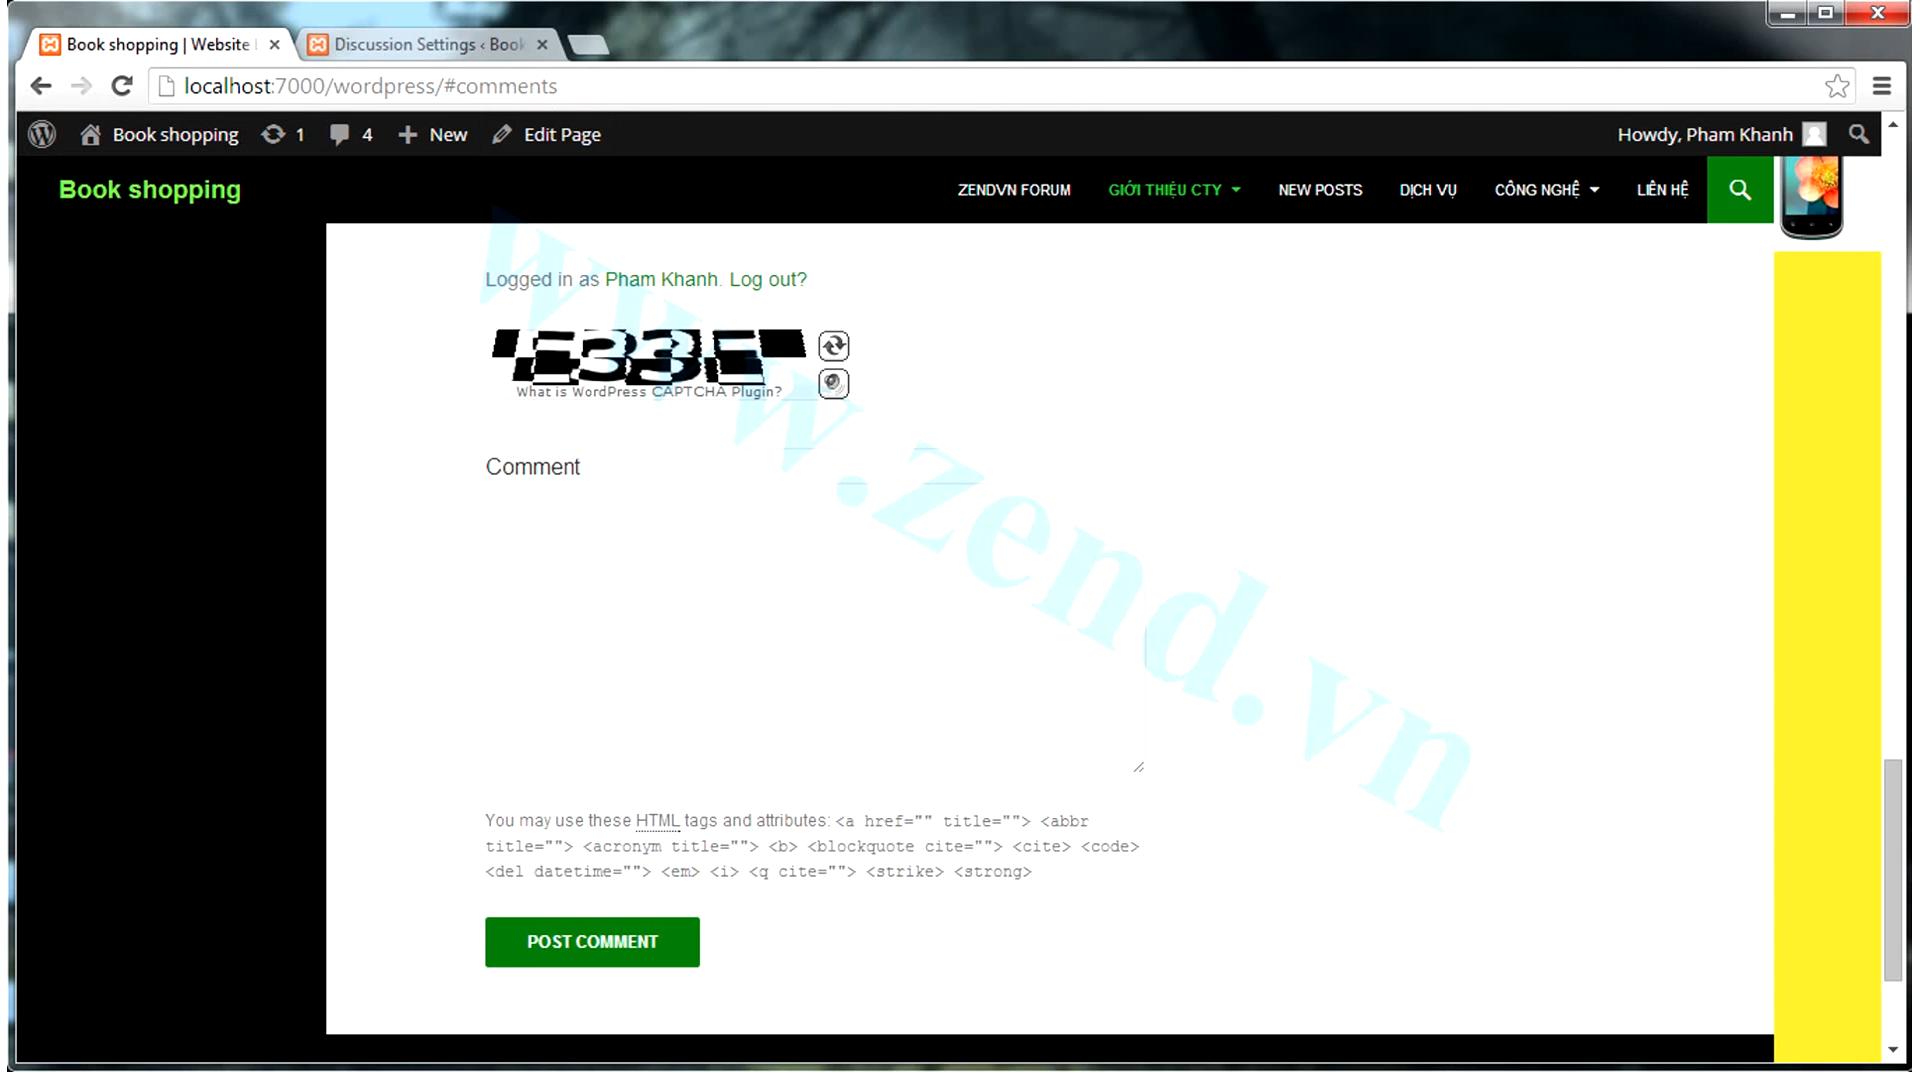 Book shopping | Website
Discussion Settings ‹ Book
localhost:7000/wordpress/#comments
Book shopping
1
4
New
Edit Page
Howdy, Pham Khanh
Book shopping
ZENDVN FORUM
GIỚI THIỆU CTY
NEW POSTS
DỊCH VỤ
CÔNG NGHỆ
LIÊN HỆ
Logged in as Pham Khanh. Log out?
What is WordPress CAPTCHA Plugin?
Comment
www.zend.vn
You may use these HTML tags and attributes: <a href="" title=""> <abbr
title=""> <acronym title=""> <b> <blockquote cite=""> <cite> <code>
<del datetime=""> <em> <i> <q cite=""> <strike> <strong>
POST COMMENT